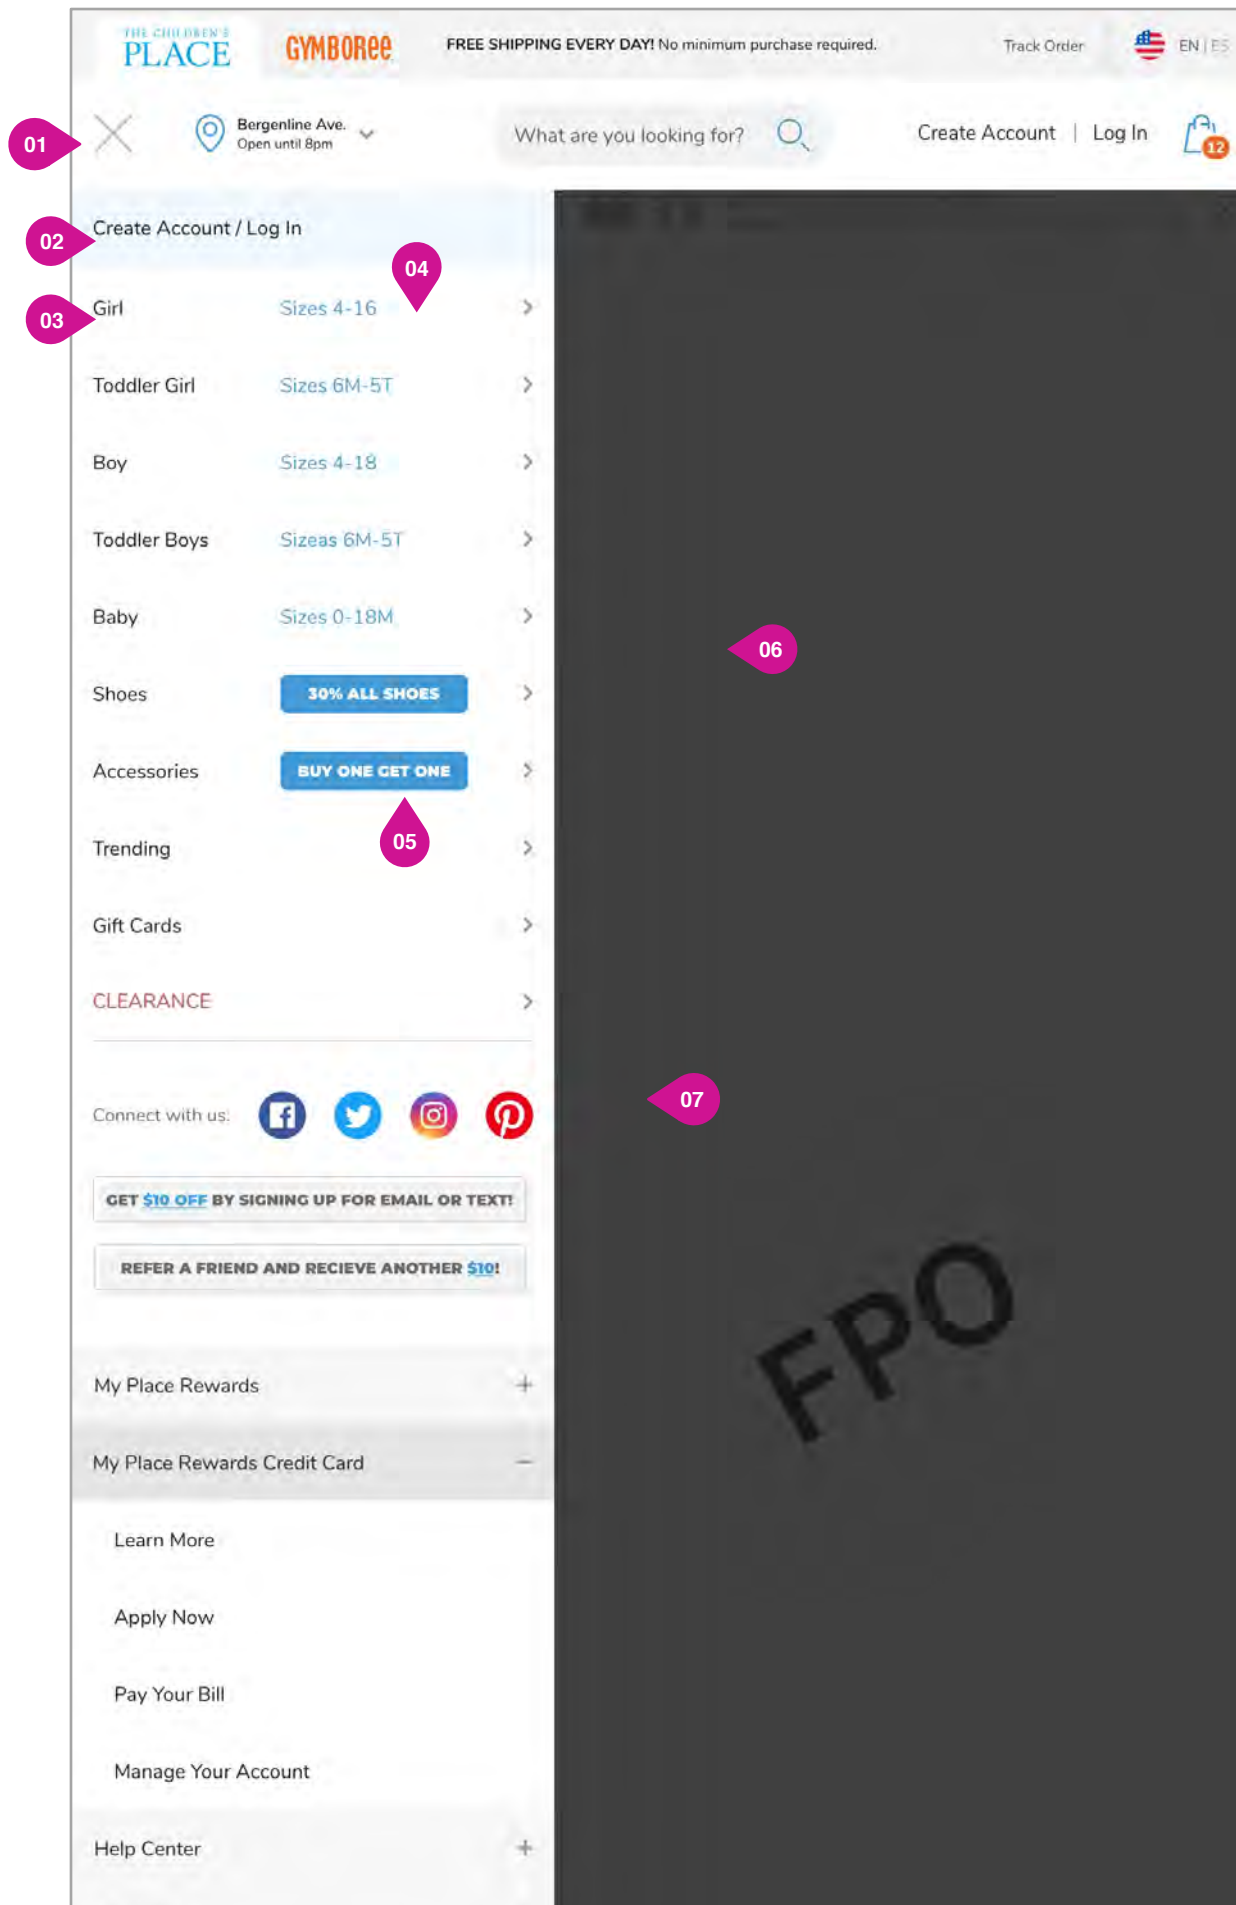 THE CHILDREN'S
PLACE
GYMBOREE
FREE SHIPPING EVERY DAY! No minimum purchase required.
Track Order
EN | ES
01
Bergenline Ave.
Open until 8pm
What are you looking for?
Create Account | Log In
12
02
Create Account / Log In
04
03
Girl Sizes 4-16
Toddler Girl Sizes 6M-5T
Boy Sizes 4-18
Toddler Boys Sizeas 6M-5T
Baby Sizes 0-18M
06
Shoes 30% ALL SHOES
Accessories BUY ONE GET ONE
05
Trending
Gift Cards
CLEARANCE
07
Connect with us:
GET $10 OFF BY SIGNING UP FOR EMAIL OR TEXT!
REFER A FRIEND AND RECIEVE ANOTHER $10!
FPO
My Place Rewards
My Place Rewards Credit Card
Learn More
Apply Now
Pay Your Bill
Manage Your Account
Help Center